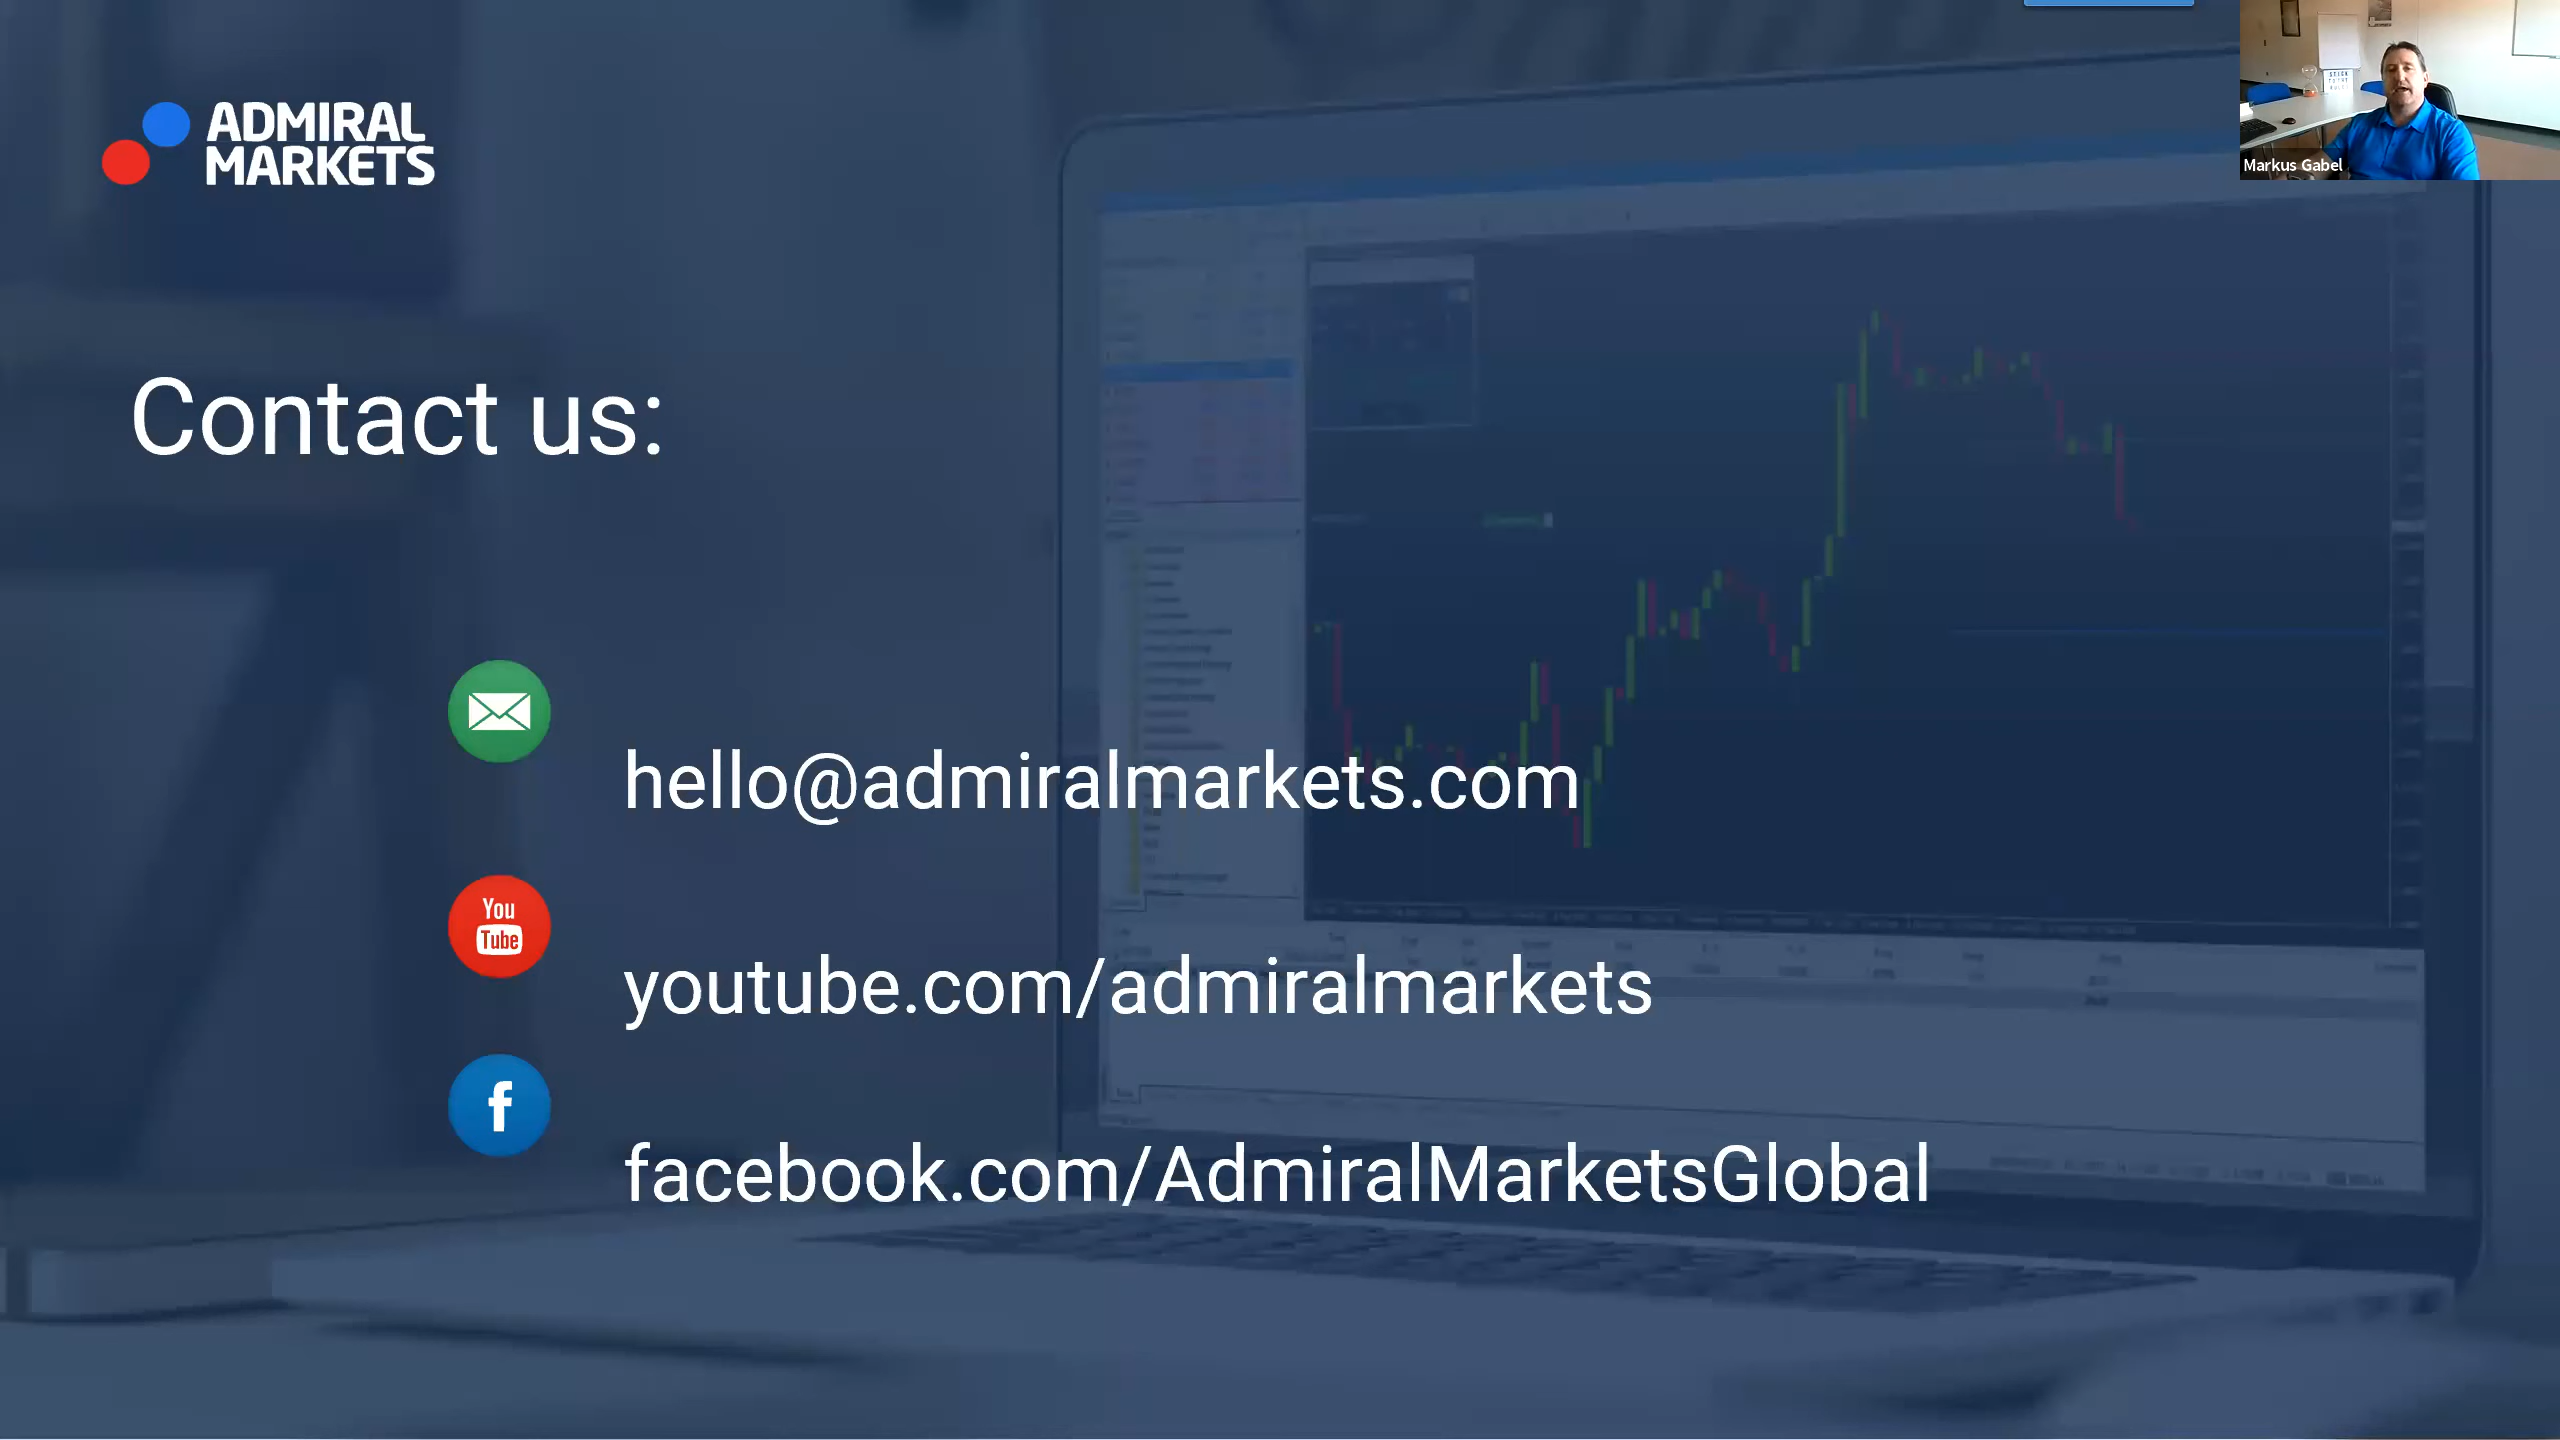 ADMIRAL
MARKETS
Markus Gabel
Contact us:
hello@admiralmarkets.com
You
Tube
youtube.com/admiralmarkets
f
facebook.com/AdmiralMarketsGlobal